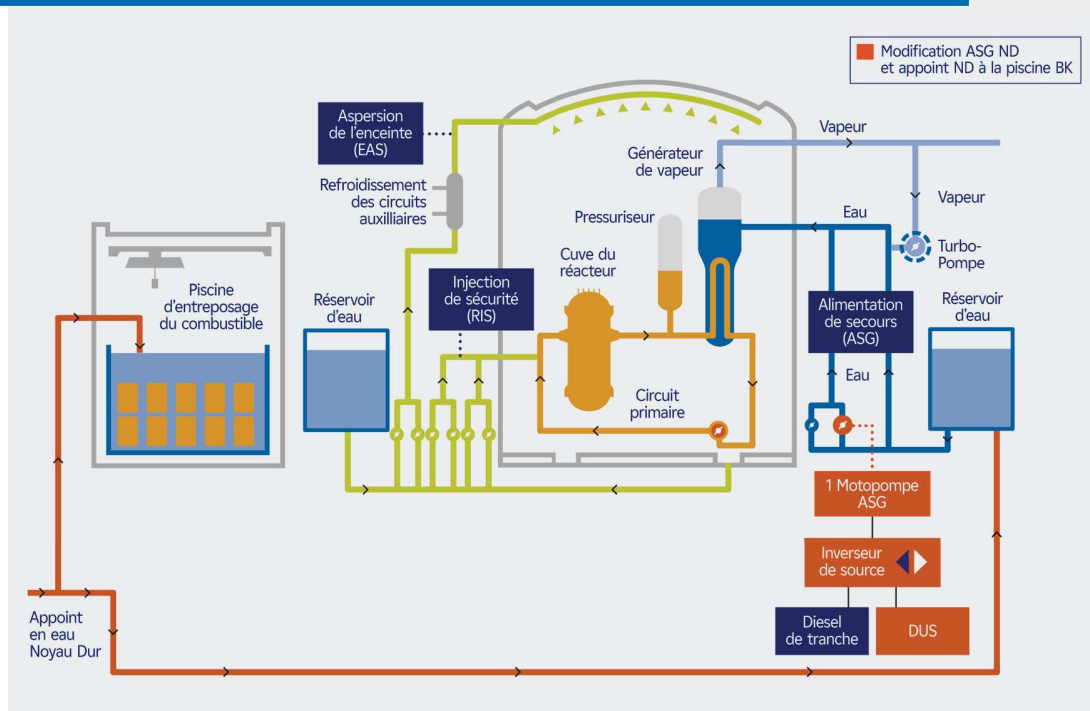 Modification ASG ND
et appoint ND à la piscine BK
Aspersion
de l'enceinte
(EAS)
Vapeur
Générateur
de vapeur
Refroidissement
des circuits
auxilliaires
Vapeur
Pressuriseur
Eau
Turbo-
Pompe
Cuve du
réacteur
Piscine
d'entreposage
du combustible
Injection
de sécurité
(RIS)
Réservoir
d'eau
Alimentation
de secours
(ASG)
Réservoir
d'eau
Eau
Circuit
primaire
1 Motopompe
ASG
Inverseur
de source
Appoint
en eau
Noyau Dur
Diesel
de tranche
DUS